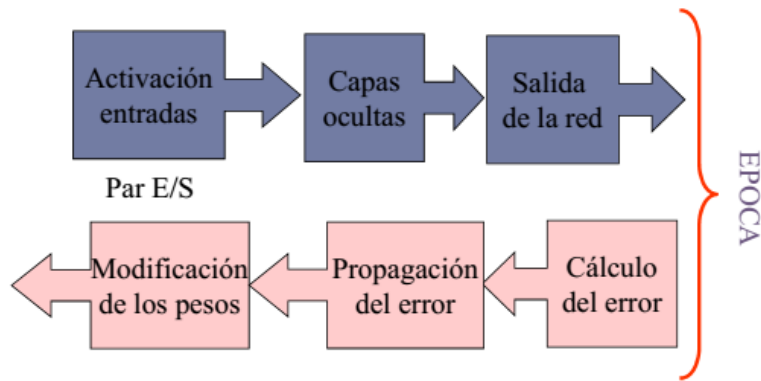 Activación
entradas
Capas
ocultas
Salida
de la red
Par E/S
EPOCA
Modificación
de los pesos
Propagación
del error
Cálculo
del error